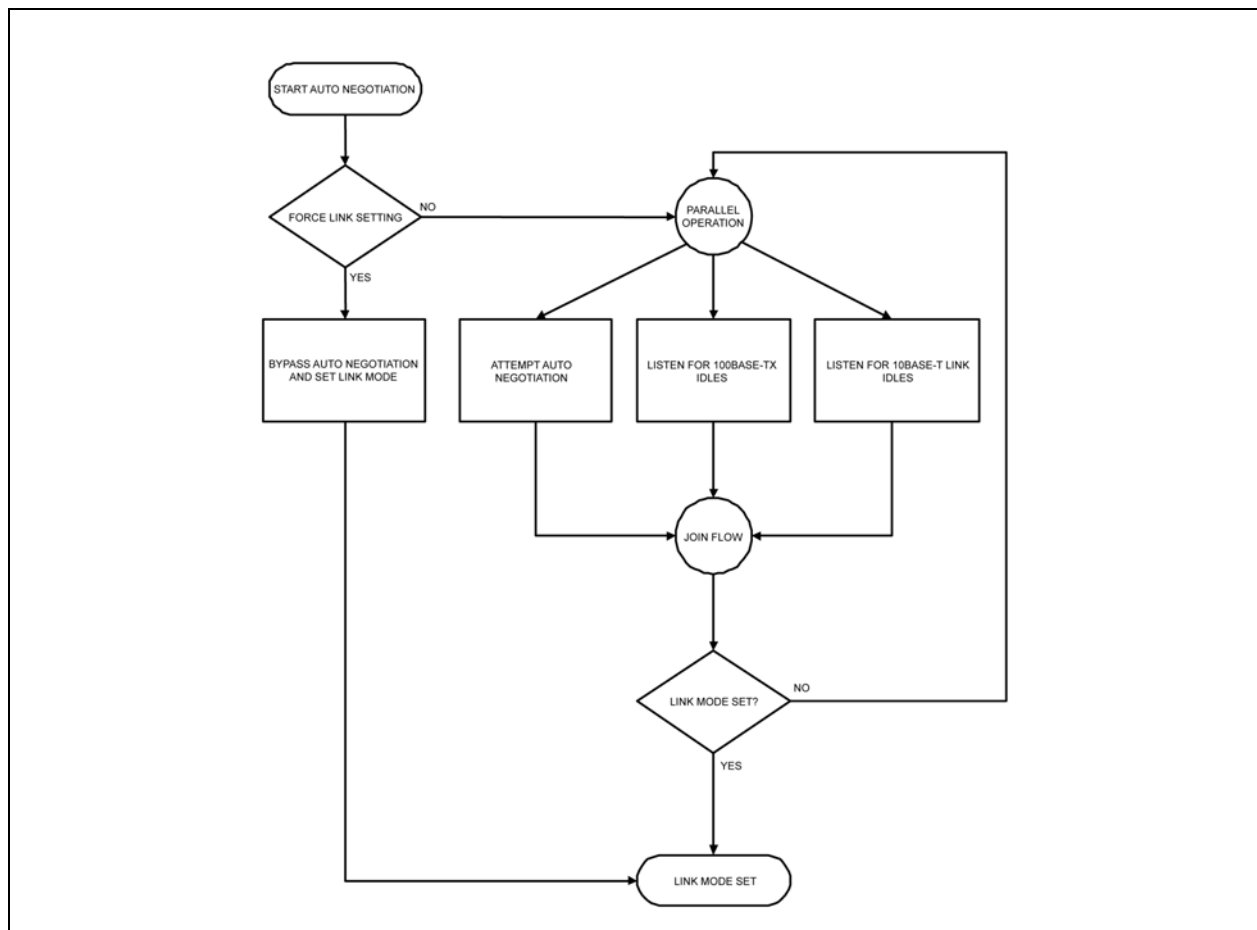 START AUTO NEGOTIATION
FORCE LINK SETTING
NO
YES
PARALLEL
OPERATION
BYPASS AUTO NEGOTIATION
AND SET LINK MODE
ATTEMPT AUTO
NEGOTIATION
LISTEN FOR 100BASE-TX
IDLES
LISTEN FOR 10BASE-T LINK
IDLES
JOIN FLOW
LINK MODE SET?
NO
YES
LINK MODE SET